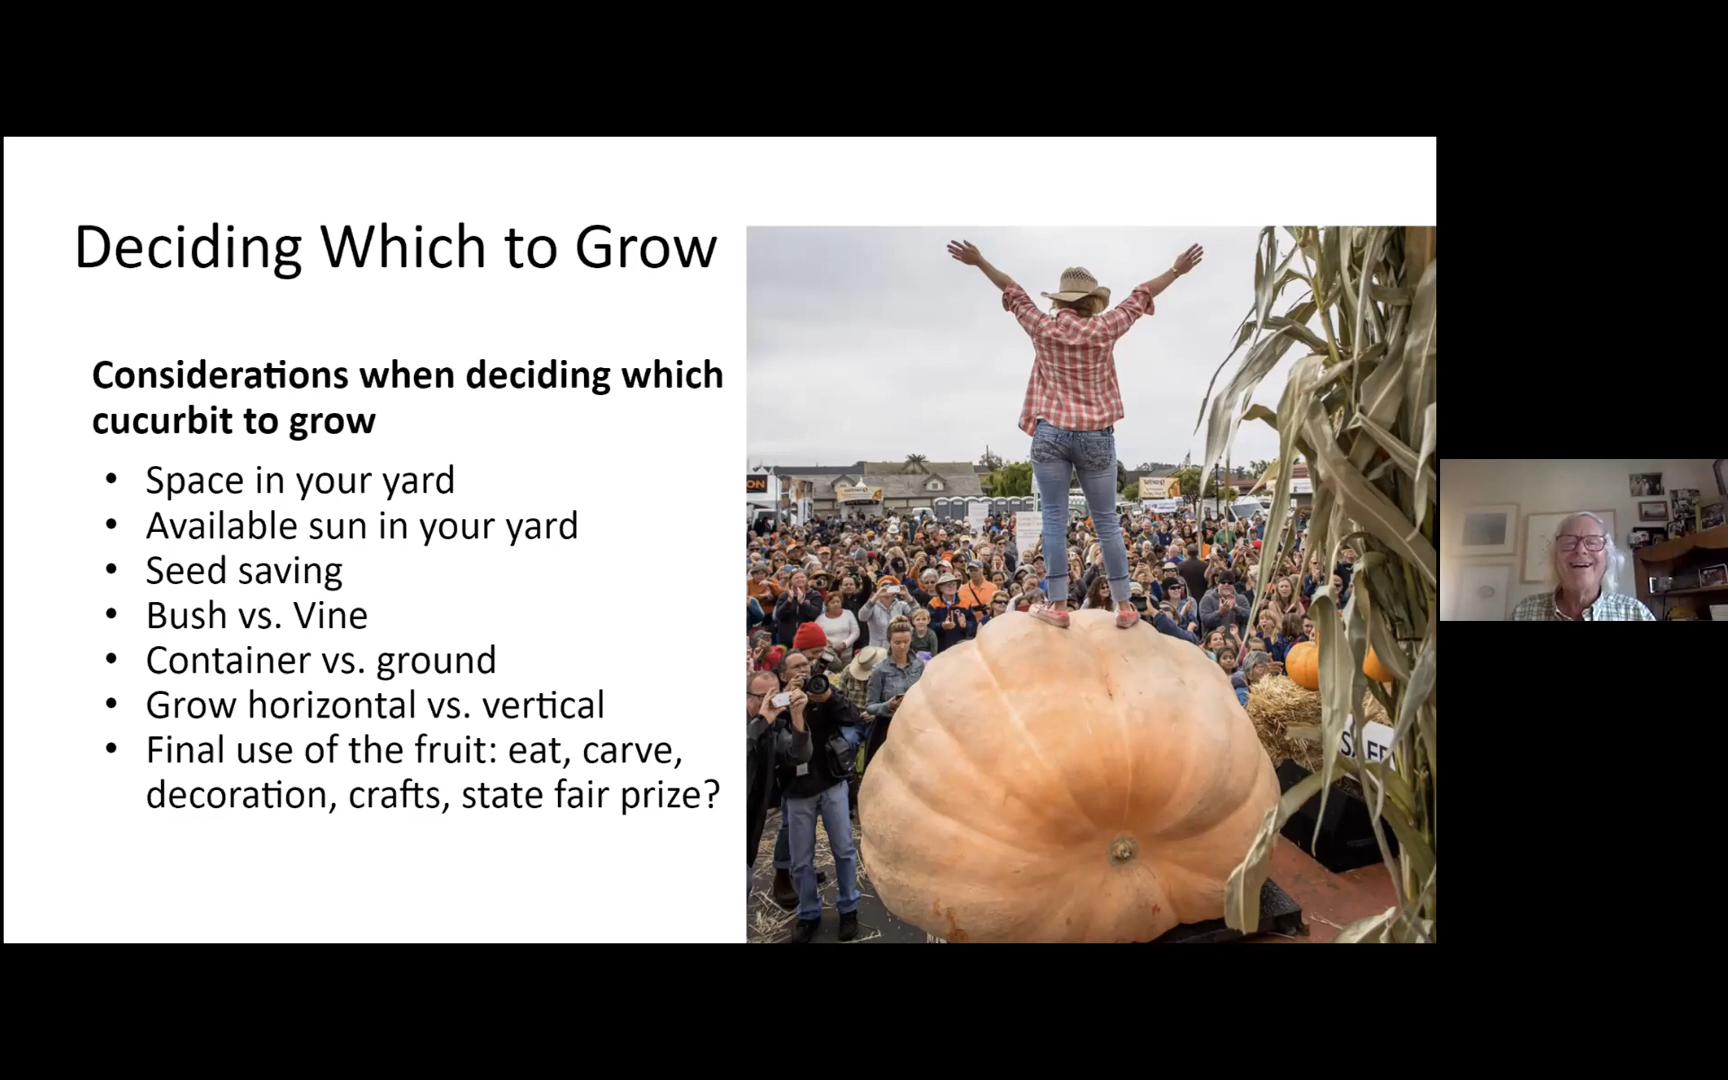 Deciding Which to Grow
Considerations when deciding which
cucurbit to grow
• Space in your yard
• Available sun in your yard
• Seed saving
• Bush vs. Vine
• Container vs. ground
• Grow horizontal vs. vertical
• Final use of the fruit: eat, carve,
decoration, crafts, state fair prize?
ON